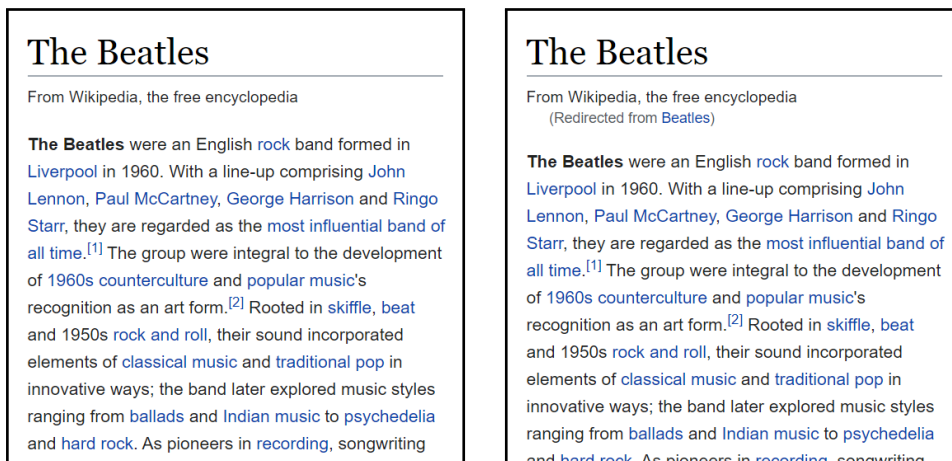 The Beatles
From Wikipedia, the free encyclopedia
The Beatles were an English rock band formed in
Liverpool in 1960. With a line-up comprising John
Lennon, Paul McCartney, George Harrison and Ringo
Starr, they are regarded as the most influential band of
all time.[1] The group were integral to the development
of 1960s counterculture and popular music's
recognition as an art form.[2] Rooted in skiffle, beat
and 1950s rock and roll, their sound incorporated
elements of classical music and traditional pop in
innovative ways; the band later explored music styles
ranging from ballads and Indian music to psychedelia
and hard rock. As pioneers in recording, songwriting
The Beatles
From Wikipedia, the free encyclopedia
(Redirected from Beatles)
The Beatles were an English rock band formed in
Liverpool in 1960. With a line-up comprising John
Lennon, Paul McCartney, George Harrison and Ringo
Starr, they are regarded as the most influential band of
all time.[1] The group were integral to the development
of 1960s counterculture and popular music's
recognition as an art form.[2] Rooted in skiffle, beat
and 1950s rock and roll, their sound incorporated
elements of classical music and traditional pop in
innovative ways; the band later explored music styles
ranging from ballads and Indian music to psychedelia
and hard rock. As pioneers in recording, songwriting